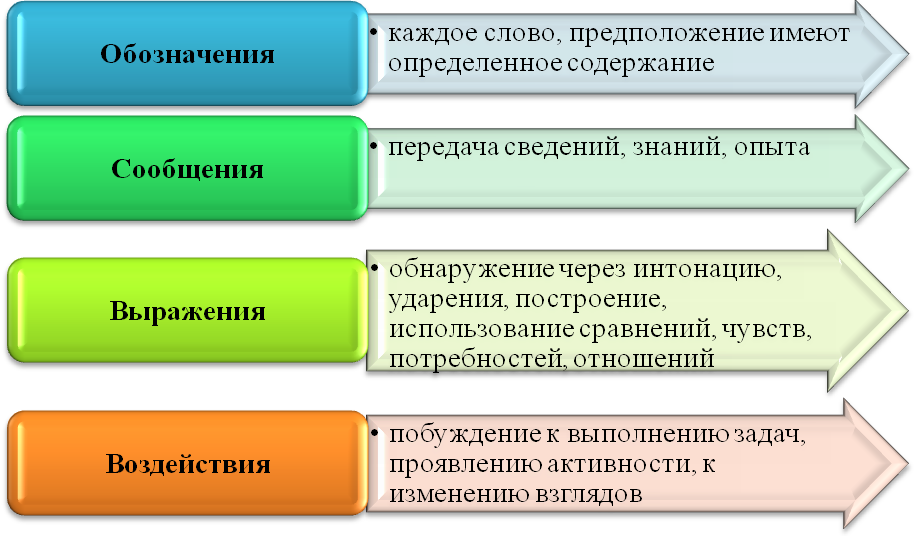 Обозначения
• каждое слово, предположение имеют
определенное содержание
Сообщения
• передача сведений, знаний, опыта
Выражения
• обнаружение через интонацию,
ударения, построение,
использование сравнений, чувств,
потребностей, отношений
Воздействия
• побуждение к выполнению задач,
проявлению активности, к
изменению взглядов